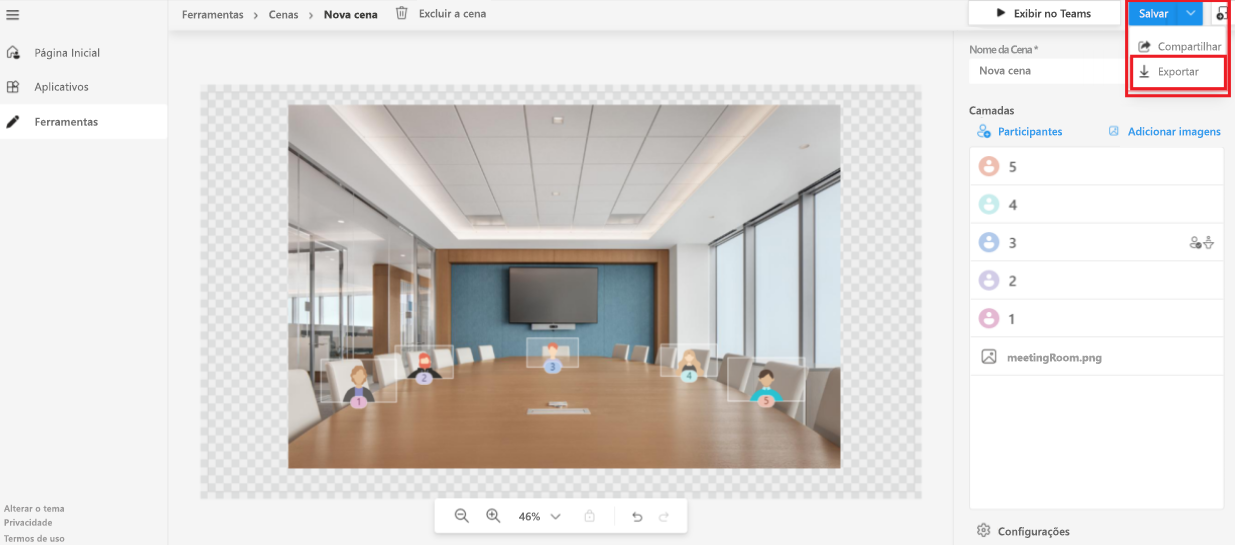 Ferramentas > Cenas > Nova cena Excluir a cena
Exibir no Teams
Salvar
Compartilhar
Exportar
Página Inicial
Aplicativos
Ferramentas
Alterar o tema
Privacidade
Termos de uso
1
2
3
4
5
46%
Nome da Cena *
Nova cena
Camadas
Participantes
Adicionar imagens
5
4
3
2
1
meetingRoom.png
Configurações